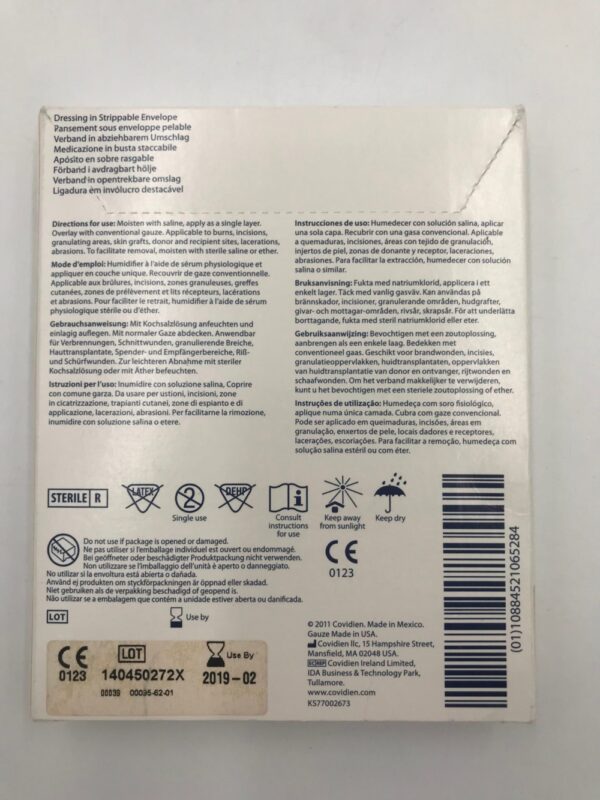 Dressing in Strippable Envelope
Pansement sous enveloppe pelable
Verband in abziehbarem Umschlag
Medicazione in busta staccabile
Apósito en sobre rasgable
Förband i avdragbart hölje
Verband in opentrekbare omslag
Ligadura em invólucro destacável
Directions for use: Moisten with saline, apply as a single layer.
Overlay with conventional gauze. Applicable to burns, incisions,
granulating areas, skin grafts, donor and recipient sites, lacerations,
abrasions. To facilitate removal, moisten with sterile saline or ether.
Mode d'emploi: Humidifier à l'aide de sérum physiologique et
appliquer en couche unique. Recouvrir de gaze conventionnelle.
Applicable aux brûlures, incisions, zones granuleuses, greffes
cutanées, zones de prélèvement et lits récepteurs, lacérations
et abrasions. Pour faciliter le retrait, humidifier à l'aide de sérum
physiologique stérile ou d'éther.
Gebrauchsanweisung: Mit Kochsalzlösung anfeuchten und
einlagig auflegen. Mit normaler Gaze abdecken. Anwendbar
für Verbrennungen, Schnittwunden, granulierende Bereiche,
Hauttransplantate, Spender- und Empfängerbereiche, Riß-
und Schürfwunden. Zur leichteren Abnahme mit steriler
Kochsalzlösung oder mit Äther befeuchten.
Istruzioni per l'uso: Inumidire con soluzione salina, Coprire
con comune garza. Da usare per ustioni, incisioni, zone
in cicatrizzazione, trapianti cutanei, zone di espianto e di
applicazione, lacerazioni, abrasioni. Per facilitarne la rimozione,
inumidire con soluzione salina o etere.
Instrucciones de uso: Humedecer con solución salina, aplicar
una sola capa. Recubrir con una gasa convencional. Aplicable
a quemaduras, incisiones, áreas con tejido de granulación,
injertos de piel, zonas de donante y receptor, laceraciones,
abrasiones. Para facilitar la extracción, humedecer con solución
salina o similar.
Bruksanvisning: Fukta med natriumklorid, applicera i ett
enkelt lager. Täck med vanlig gasväv. Kan användas på
brännskador, incisioner, granulerande områden, hudgrafter,
givar- och mottagar-områden, rivsår, skrapsår. För att underlätta
borttagande, fukta med steril natriumklorid eller eter.
Gebruiksaanwijzing: Bevochtigen met een zoutoplossing,
aanbrengen als een enkele laag. Bedekken met
conventioneel gaas. Geschikt voor brandwonden, incisies,
granulatieoppervlakken, huidtransplantaten, oppervlakken
van huidtransplantatie van donor en ontvanger, rijtwonden en
schaafwonden. Om het verband makkelijker te verwijderen,
kunt u het bevochtigen met een steriele zoutoplossing of ether.
Instruções de utilização: Humedeça com soro fisiológico,
aplique numa única camada. Cubra com gaze convencional.
Pode ser aplicado em queimaduras, incisões, áreas em
granulação, enxertos de pele, locais dadores e receptores,
lacerações, escoriações. Para facilitar a remoção, humedeça com
solução salina estéril ou com éter.
STERILE R
LATEX
2
Single use
DEHP
Consult
instructions
for use
Keep away
from sunlight
Keep dry
Do not use if package is opened or damaged.
Ne pas utiliser si l'emballage individuel est ouvert ou endommagé.
Bei geöffneter oder beschädigter Produktpackung nicht verwenden.
Non utilizzare se l'imballaggio dell'unità è aperto o danneggiato.
No utilizar si la envoltura está abierta o dañada.
Använd ej produkten om styckförpackningen är öppnad eller skadad.
Niet gebruiken als de verpakking beschadigd of geopend is.
Não utilize se a embalagem que contém a unidade estiver aberta ou danificada.
CE
0123
LOT
Use by
CE
0123
LOT
140450272X
Use By
2019-02
00039 00095-62-01
© 2011 Covidien. Made in Mexico.
Gauze Made in USA.
Covidien llc, 15 Hampshire Street,
Mansfield, MA 02048 USA.
EC REP Covidien Ireland Limited,
IDA Business & Technology Park,
Tullamore.
www.covidien.com
KS77002673
(01)10884521065284